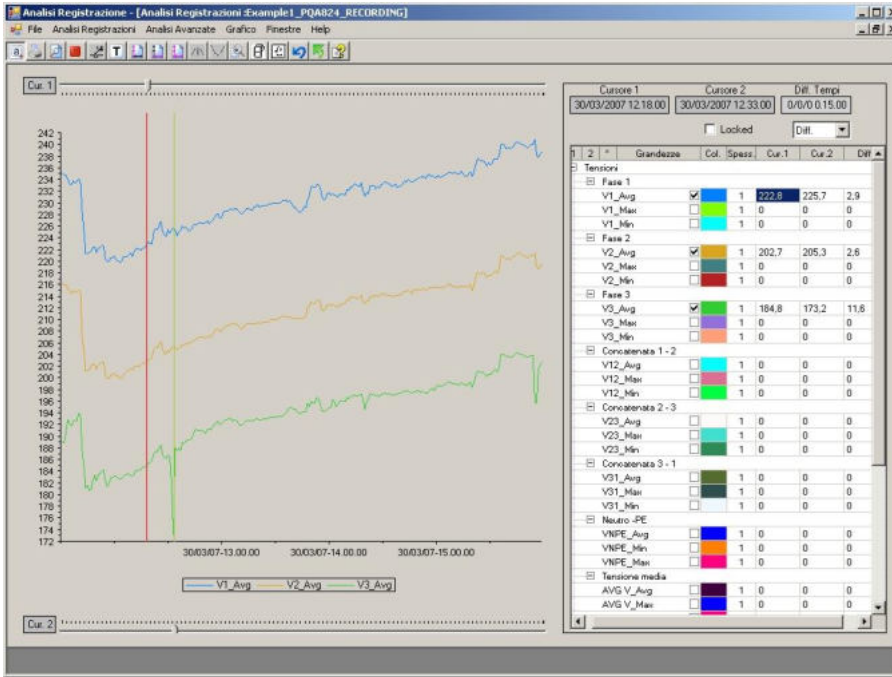 Analisi Registrazione - [Analisi Registrazioni :Example1_PQA824_RECORDING]
File Analisi Registrazioni Analisi Avanzate Grafico Finestre Help
Cur. 1
242
240
238
236
234
232
230
228
226
224
222
220
218
216
214
212
210
208
206
204
202
200
198
196
194
192
190
188
186
184
182
180
178
176
174
172
30/03/07-13.00.00 30/03/07-14.00.00 30/03/07-15.00.00
V1_Avg V2_Avg V3_Avg
Cur. 2
Cursore 1 Cursore 2 Diff. Tempi
30/03/2007 12.18.00 30/03/2007 12.33.00 0/0/0 0.15.00
Locked Diff.
1 2 * Grandezze Col. Spess. Cur.1 Cur.2 Diff
Tensioni
Fase 1
V1_Avg 1 222,8 225,7 2,9
V1_Max 1 0 0 0
V1_Min 1 0 0 0
Fase 2
V2_Avg 1 202,7 205,3 2,6
V2_Max 1 0 0 0
V2_Min 1 0 0 0
Fase 3
V3_Avg 1 184,8 173,2 11,6
V3_Max 1 0 0 0
V3_Min 1 0 0 0
Concatenata 1 - 2
V12_Avg 1 0 0 0
V12_Max 1 0 0 0
V12_Min 1 0 0 0
Concatenata 2 - 3
V23_Avg 1 0 0 0
V23_Max 1 0 0 0
V23_Min 1 0 0 0
Concatenata 3 - 1
V31_Avg 1 0 0 0
V31_Max 1 0 0 0
V31_Min 1 0 0 0
Neutro -PE
VNPE_Avg 1 0 0 0
VNPE_Min 1 0 0 0
VNPE_Max 1 0 0 0
Tensione media
AVG V_Avg 1 0 0 0
AVG V_Max 1 0 0 0